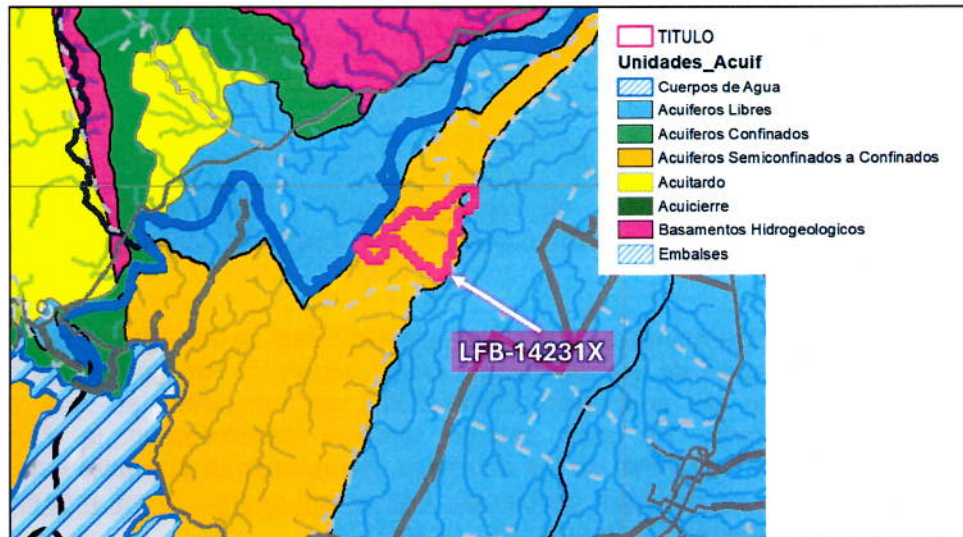 TITULO
Unidades_Acuif
Cuerpos de Agua
Acuiferos Libres
Acuiferos Confinados
Acuiferos Semiconfinados a Confinados
Acuitardo
Acuicierre
Basamentos Hidrogeologicos
Embalses
LFB-14231X